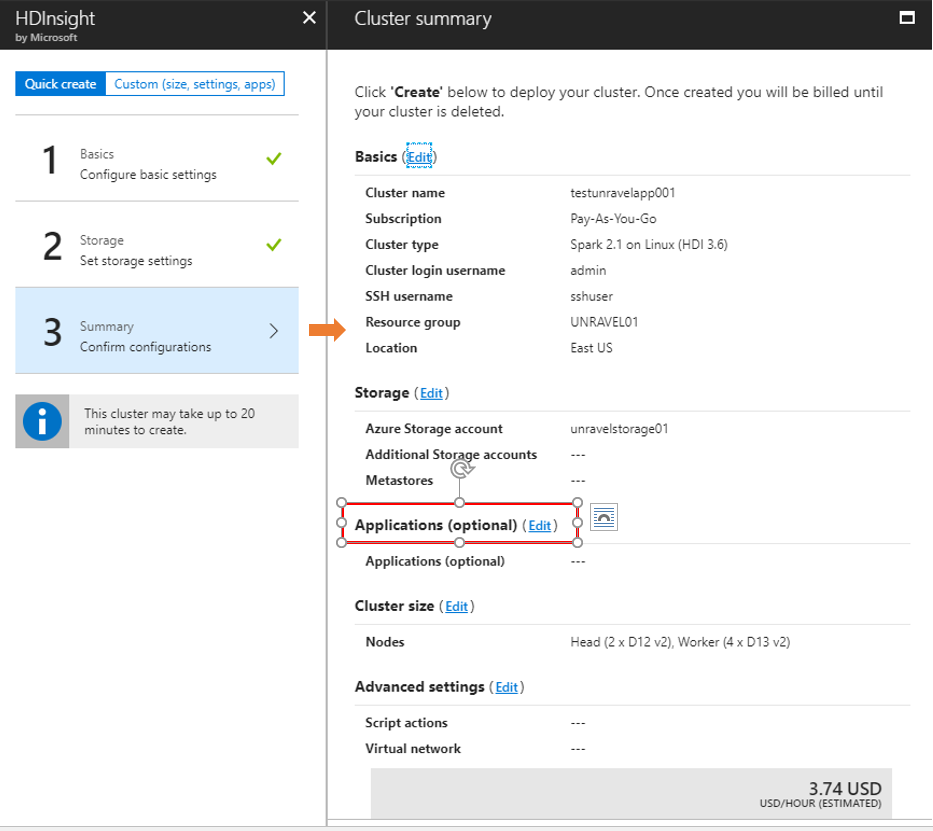 HDInsight
by Microsoft
Quick create
Custom (size, settings, apps)
1
Basics
Configure basic settings
2
Storage
Set storage settings
3
Summary
Confirm configurations
This cluster may take up to 20
minutes to create.
Cluster summary
Click 'Create' below to deploy your cluster. Once created you will be billed until
your cluster is deleted.
Basics (Edit)
Cluster name testunravelapp001
Subscription Pay-As-You-Go
Cluster type Spark 2.1 on Linux (HDI 3.6)
Cluster login username admin
SSH username sshuser
Resource group UNRAVEL01
Location East US
Storage (Edit)
Azure Storage account unravelstorage01
Additional Storage accounts ---
Metastores ---
Applications (optional) (Edit)
Applications (optional) ---
Cluster size (Edit)
Nodes Head (2 x D12 v2), Worker (4 x D13 v2)
Advanced settings (Edit)
Script actions ---
Virtual network ---
3.74 USD
USD/HOUR (ESTIMATED)